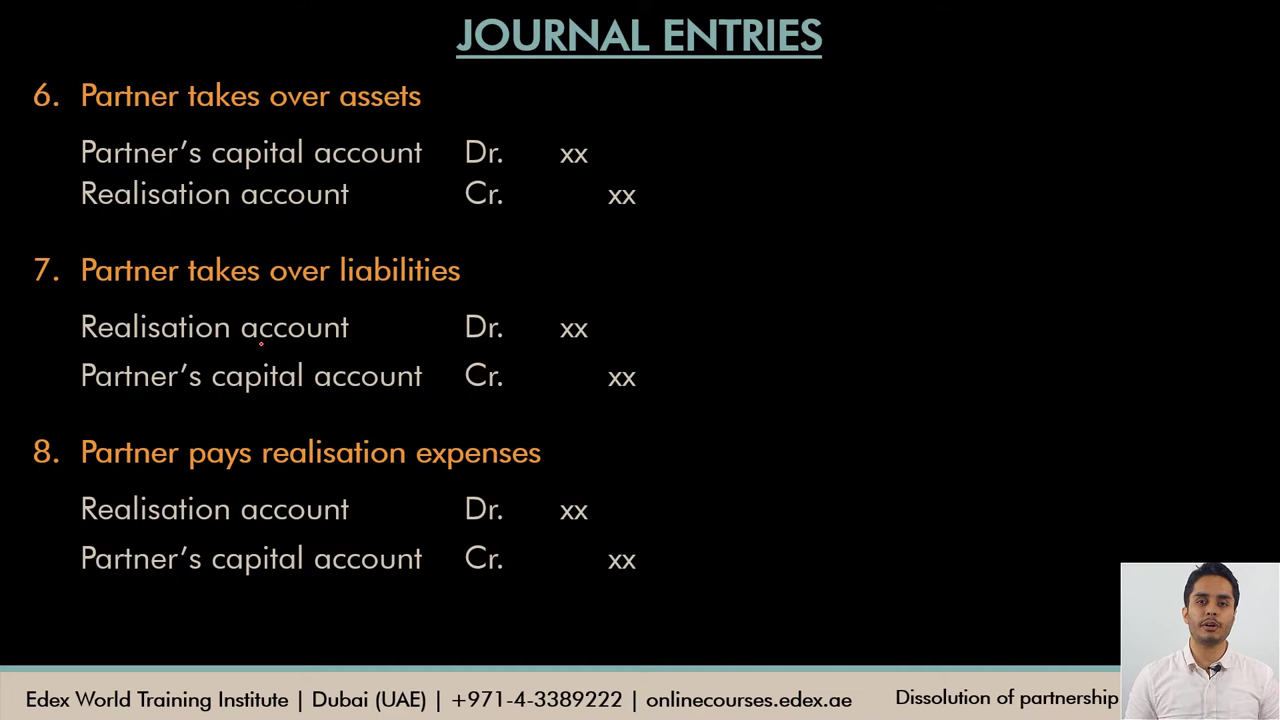 JOURNAL ENTRIES
6. Partner takes over assets
Partner’s capital account Dr. xx
Realisation account Cr. xx
7. Partner takes over liabilities
Realisation account Dr. xx
Partner’s capital account Cr. xx
8. Partner pays realisation expenses
Realisation account Dr. xx
Partner’s capital account Cr. xx
Edex World Training Institute | Dubai (UAE) | +971-4-3389222 | onlinecourses.edex.ae Dissolution of partnership